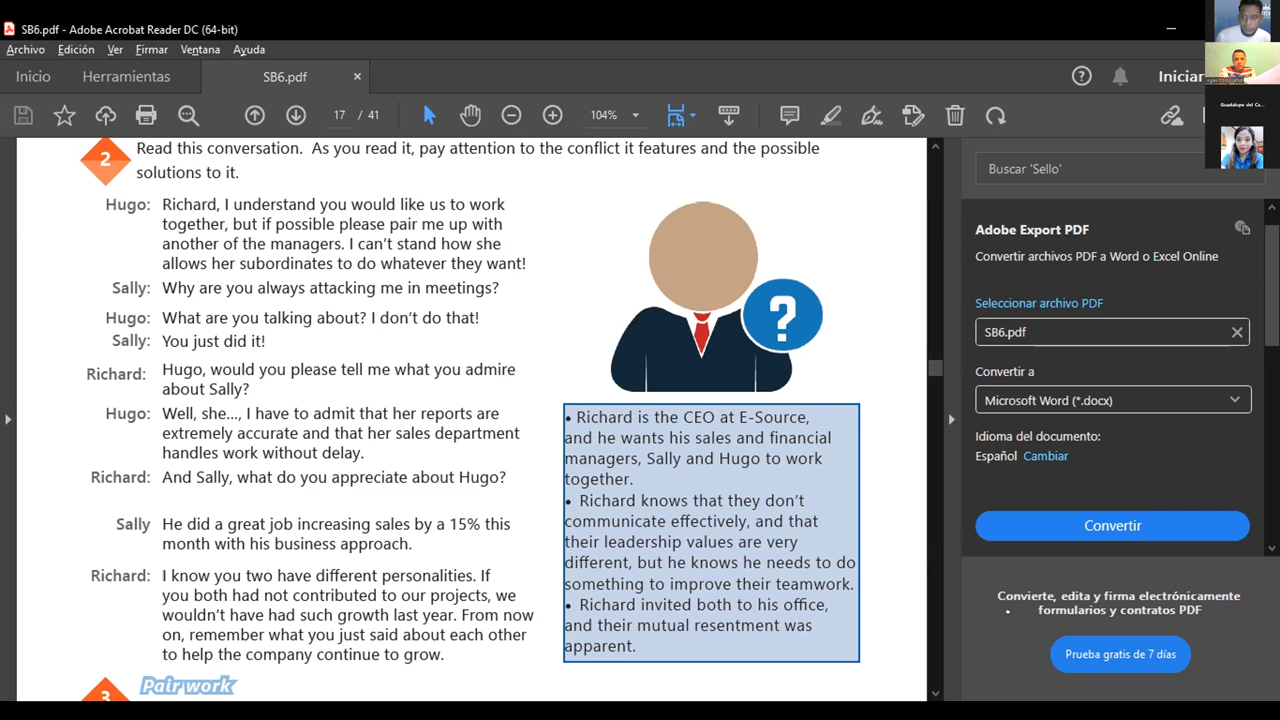 SB6.pdf - Adobe Acrobat Reader DC (64-bit)
Archivo Edición Ver Firmar Ventana Ayuda
Inicio Herramientas SB6.pdf × Iniciar
17 / 41 104%
2 Read this conversation. As you read it, pay attention to the conflict it features and the possible
solutions to it.
Hugo: Richard, I understand you would like us to work
together, but if possible please pair me up with
another of the managers. I can't stand how she
allows her subordinates to do whatever they want!
Sally: Why are you always attacking me in meetings?
Hugo: What are you talking about? I don't do that!
Sally: You just did it!
Richard: Hugo, would you please tell me what you admire
about Sally?
Hugo: Well, she..., I have to admit that her reports are
extremely accurate and that her sales department
handles work without delay.
Richard: And Sally, what do you appreciate about Hugo?
Sally He did a great job increasing sales by a 15% this
month with his business approach.
Richard: I know you two have different personalities. If
you both had not contributed to our projects, we
wouldn't have had such growth last year. From now
on, remember what you just said about each other
to help the company continue to grow.
?
• Richard is the CEO at E-Source,
and he wants his sales and financial
managers, Sally and Hugo to work
together.
• Richard knows that they don't
communicate effectively, and that
their leadership values are very
different, but he knows he needs to do
something to improve their teamwork.
• Richard invited both to his office,
and their mutual resentment was
apparent.
3 Pair work
Buscar 'Sello'
Adobe Export PDF
Convertir archivos PDF a Word o Excel Online
Seleccionar archivo PDF
SB6.pdf ×
Convertir a
Microsoft Word (*.docx)
Idioma del documento:
Español Cambiar
Convertir
Convierte, edita y firma electrónicamente
formularios y contratos PDF
Prueba gratis de 7 días
Guadalupe del Ca...